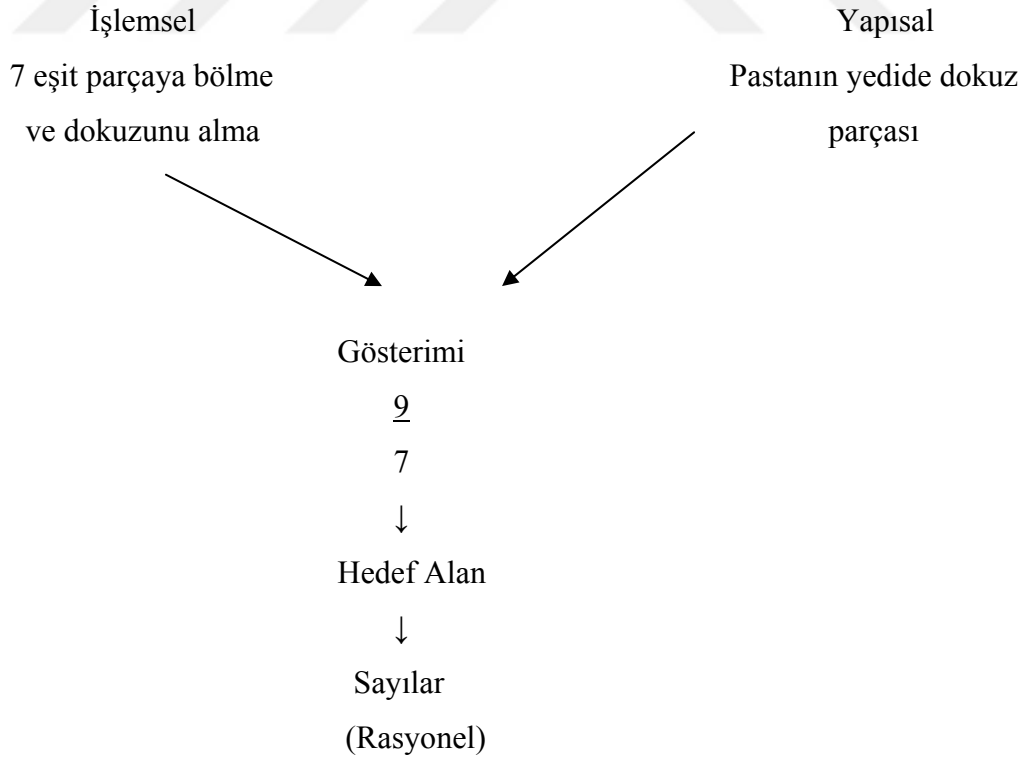 İşlemsel
7 eşit parçaya bölme
ve dokuzunu alma
Yapısal
Pastanın yedide dokuz
parçası
Gösterimi
9
7
↓
Hedef Alan
↓
Sayılar
(Rasyonel)